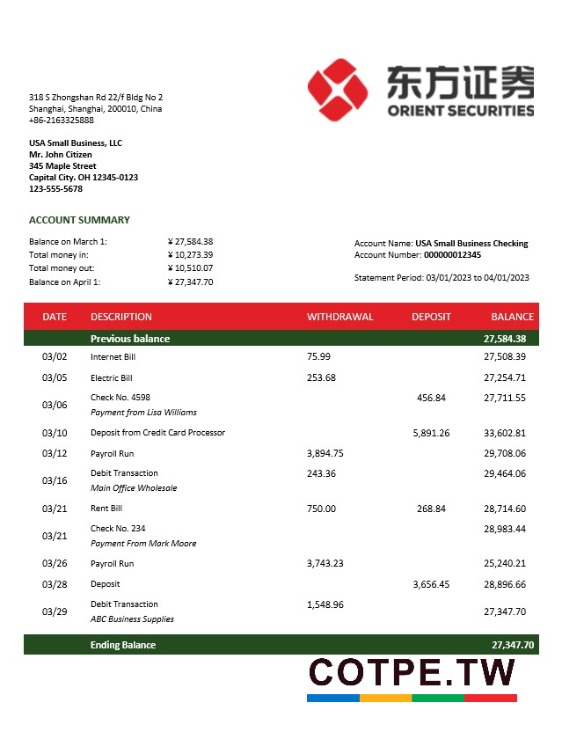 东方证券
ORIENT SECURITIES
318 S Zhongshan Rd 22/f Bldg No 2
Shanghai, Shanghai, 200010, China
+86-2163325888
USA Small Business, LLC
Mr. John Citizen
345 Maple Street
Capital City. OH 12345-0123
123-555-5678
ACCOUNT SUMMARY
Balance on March 1: ¥ 27,584.38
Total money in: ¥ 10,273.39
Total money out: ¥ 10,510.07
Balance on April 1: ¥ 27,347.70
Account Name: USA Small Business Checking
Account Number: 000000012345
Statement Period: 03/01/2023 to 04/01/2023
DATE DESCRIPTION WITHDRAWAL DEPOSIT BALANCE
Previous balance 27,584.38
03/02 Internet Bill 75.99 27,508.39
03/05 Electric Bill 253.68 27,254.71
03/06 Check No. 4598 456.84 27,711.55
Payment from Lisa Williams
03/10 Deposit from Credit Card Processor 5,891.26 33,602.81
03/12 Payroll Run 3,894.75 29,708.06
03/16 Debit Transaction 243.36 29,464.06
Main Office Wholesale
03/21 Rent Bill 750.00 268.84 28,714.60
03/21 Check No. 234 28,983.44
Payment From Mark Moore
03/26 Payroll Run 3,743.23 25,240.21
03/28 Deposit 3,656.45 28,896.66
03/29 Debit Transaction 1,548.96 27,347.70
ABC Business Supplies
Ending Balance 27,347.70
COTPE.TW